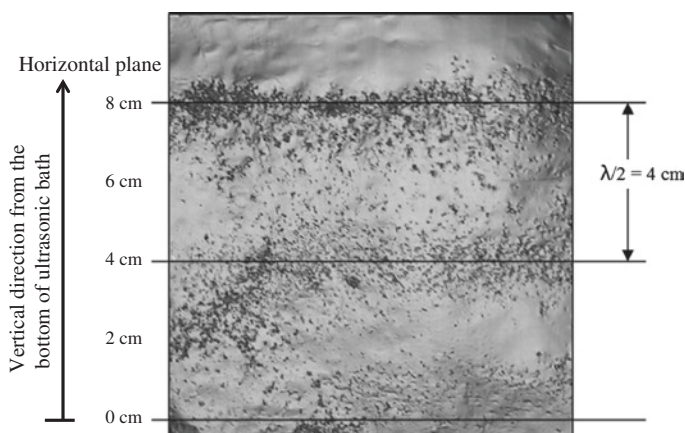 Horizontal plane
8 cm
6 cm
4 cm
2 cm
0 cm
Vertical direction from the
bottom of ultrasonic bath
λ/2 = 4 cm